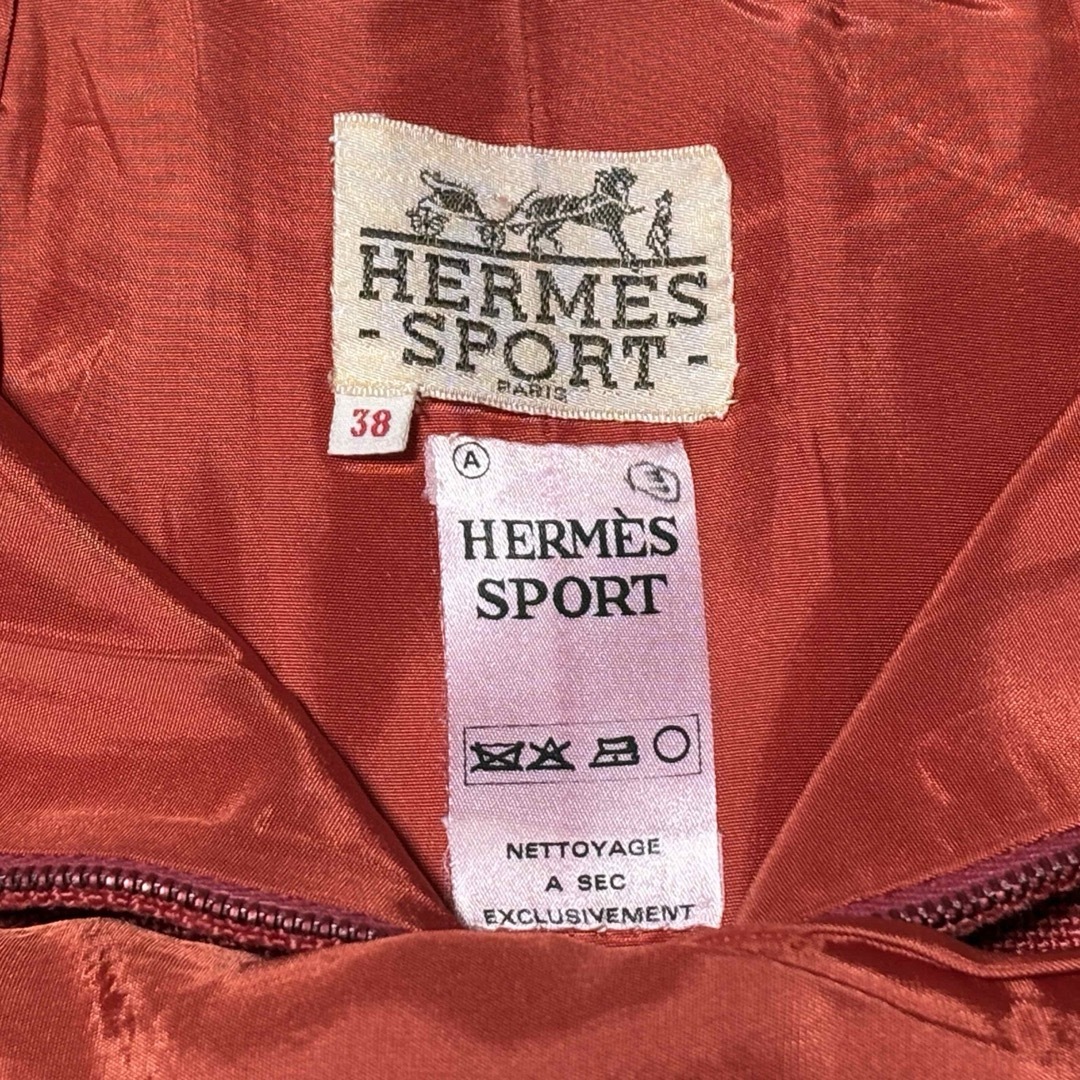 HERMES
- SPORT -
PARIS
38
A
HERMÈS
SPORT
NETTOYAGE
A SEC
EXCLUSIVEMENT